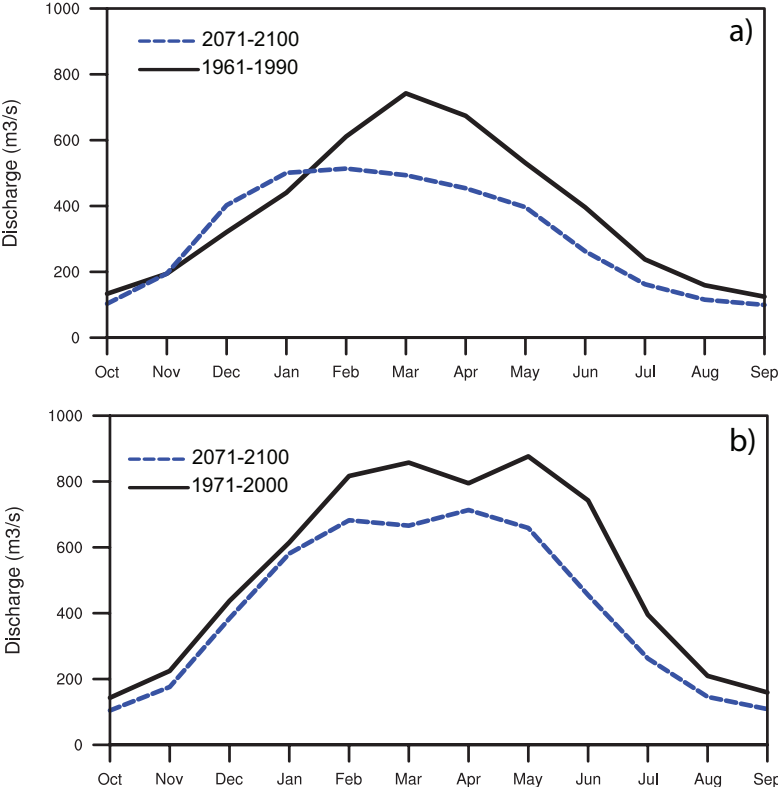 1000
a)
2071-2100
1961-1990
800
600
400
200
0
Discharge (m3/s)
Oct Nov Dec Jan Feb Mar Apr May Jun Jul Aug Sep
1000
b)
2071-2100
1971-2000
800
600
400
200
0
Discharge (m3/s)
Oct Nov Dec Jan Feb Mar Apr May Jun Jul Aug Sep